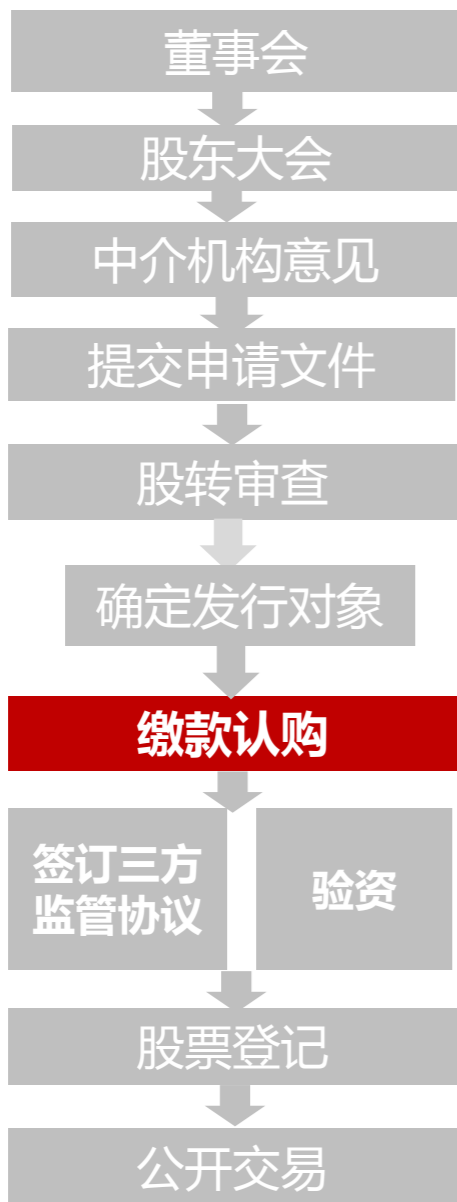 董事会
股东大会
中介机构意见
提交申请文件
股转审查
确定发行对象
缴款认购
签订三方
监管协议
验资
股票登记
公开交易